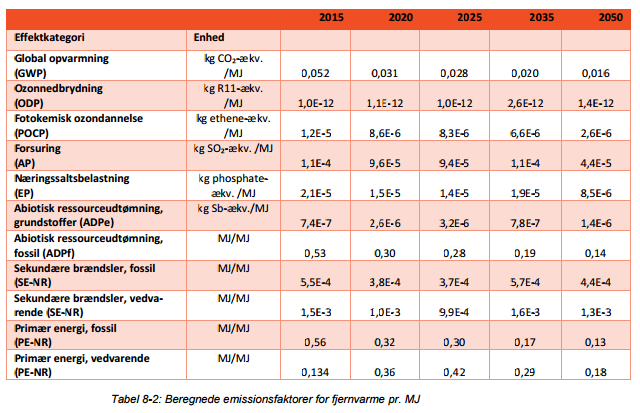 2015 2020 2025 2035 2050
Effektkategori Enhed
Global opvarmning kg CO₂-ækv.
(GWP) /MJ 0,052 0,031 0,028 0,020 0,016
Ozonnedbrydning kg R11-ækv.
(ODP) /MJ 1,0E-12 1,1E-12 1,0E-12 2,6E-12 1,4E-12
Fotokemisk ozondannelse kg ethene-ækv.
(POCP) /MJ 1,2E-5 8,6E-6 8,3E-6 6,6E-6 2,6E-6
Forsuring kg SO₂-ækv. /MJ
(AP) 1,1E-4 9,6E-5 9,4E-5 1,1E-4 4,4E-5
Næringssaltsbelastning kg phosphate-
(EP) ækv. /MJ 2,1E-5 1,5E-5 1,4E-5 1,9E-5 8,5E-6
Abiotisk ressourceudtømning, kg Sb-ækv./MJ
grundstoffer (ADPe) 7,4E-7 2,6E-6 3,2E-6 7,8E-7 1,4E-6
Abiotisk ressourceudtømning, MJ/MJ
fossil (ADPf) 0,53 0,30 0,28 0,19 0,14
Sekundære brændsler, fossil MJ/MJ
(SE-NR) 5,5E-4 3,8E-4 3,7E-4 5,7E-4 4,4E-4
Sekundære brændsler, vedva- MJ/MJ
rende (SE-NR) 1,5E-3 1,0E-3 9,9E-4 1,6E-3 1,3E-3
Primær energi, fossil MJ/MJ
(PE-NR) 0,56 0,32 0,30 0,17 0,13
Primær energi, vedvarende MJ/MJ
(PE-NR) 0,134 0,36 0,42 0,29 0,18
Tabel 8-2: Beregnede emissionsfaktorer for fjernvarme pr. MJ